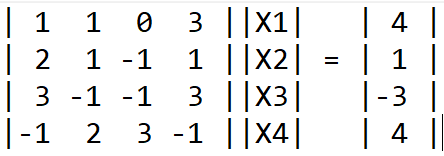 | 1 1 0 3 ||X1| | 4 |
| 2 1 -1 1 ||X2| = | 1 |
| 3 -1 -1 3 ||X3| |-3 |
|-1 2 3 -1 ||X4| | 4 |